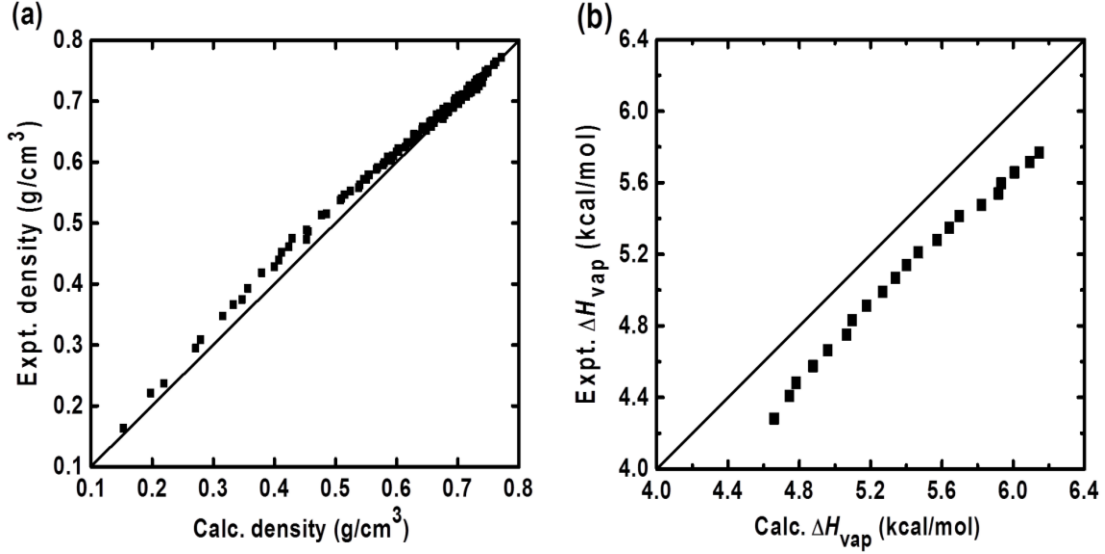 (a)
0.8
0.7
0.6
0.5
0.4
0.3
0.2
0.1
Expt. density (g/cm³)
0.1 0.2 0.3 0.4 0.5 0.6 0.7 0.8
Calc. density (g/cm³)
(b)
6.4
6.0
5.6
5.2
4.8
4.4
4.0
Expt. ΔHvap (kcal/mol)
4.0 4.4 4.8 5.2 5.6 6.0 6.4
Calc. ΔHvap (kcal/mol)